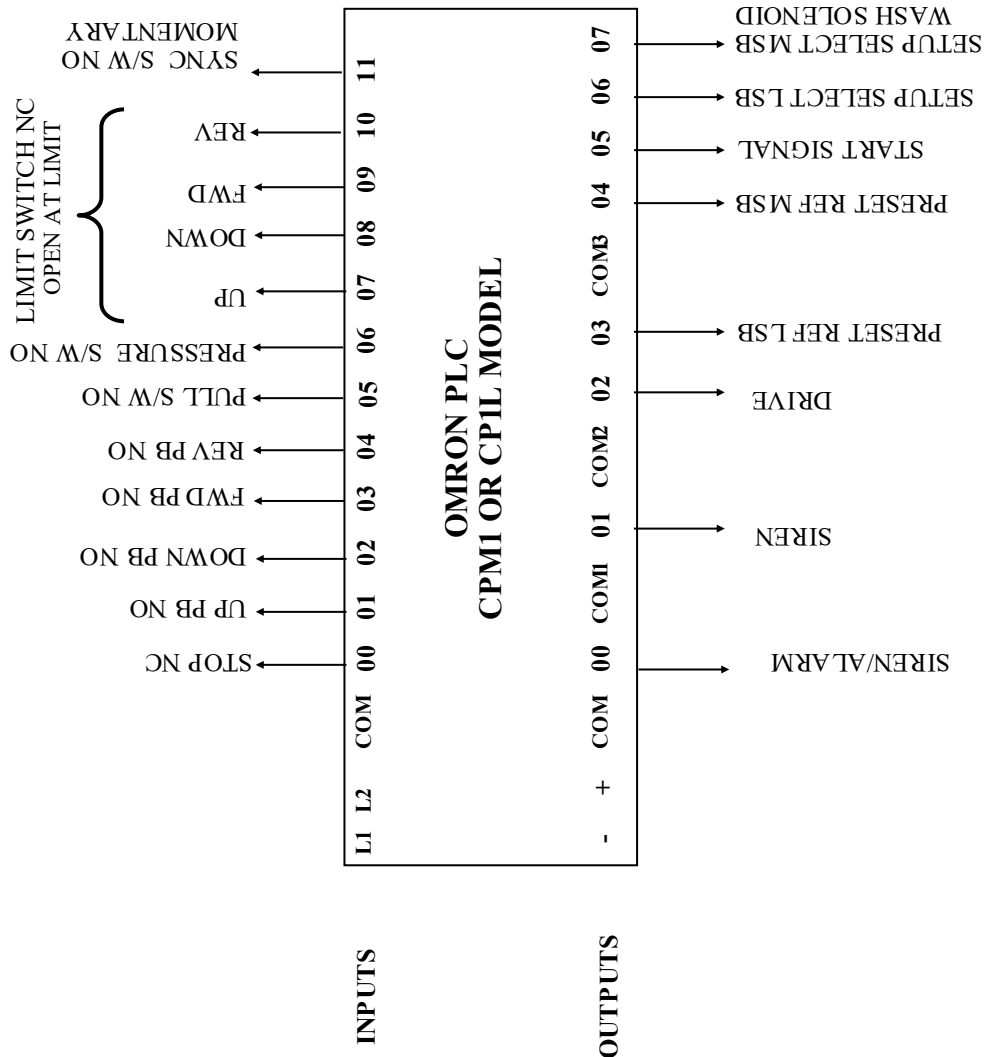 SYNC S/W NO
MOMENTARY
REV
FWD
DOWN
UP
LIMIT SWITCH NC
OPEN AT LIMIT
PRESSURE S/W NO
PULL S/W NO
REV PB NO
FWD PB NO
DOWN PB NO
UP PB NO
STOP NC
INPUTS
L1 L2 COM 00 01 02 03 04 05 06 07 08 09 10 11
OMRON PLC
CPM1 OR CP1L MODEL
OUTPUTS
- + COM 00 COM1 01 COM2 02 03 COM3 04 05 06 07
SIREN/ALARM
SIREN
DRIVE
PRESET REF LSB
PRESET REF MSB
START SIGNAL
SETUP SELECT LSB
SETUP SELECT MSB
WASH SOLENOID